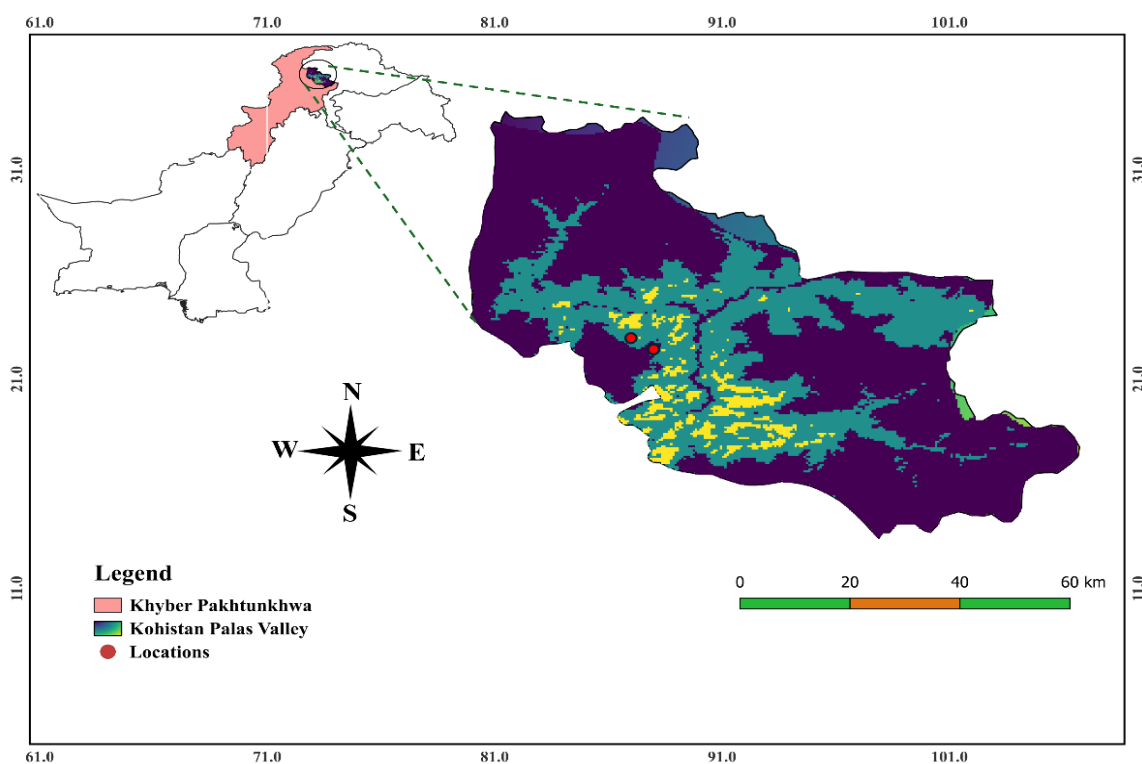 61.0 71.0 81.0 91.0 101.0
31.0 31.0
21.0 21.0
N
W E
S
Legend
Khyber Pakhtunkhwa
Kohistan Palas Valley
Locations
0 20 40 60 km
11.0 11.0
61.0 71.0 81.0 91.0 101.0